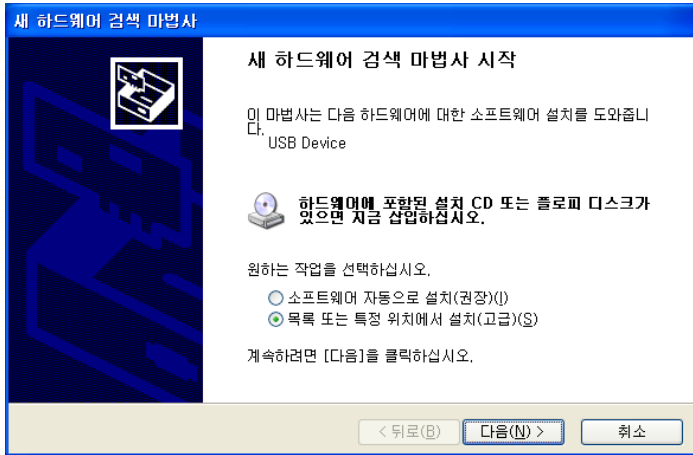 새 하드웨어 검색 마법사
새 하드웨어 검색 마법사 시작
이 마법사는 다음 하드웨어에 대한 소프트웨어 설치를 도와줍니
다.
USB Device
하드웨어에 포함된 설치 CD 또는 플로피 디스크가
있으면 지금 삽입하십시오.
원하는 작업을 선택하십시오.
소프트웨어 자동으로 설치(권장)(I)
목록 또는 특정 위치에서 설치(고급)(S)
계속하려면 [다음]을 클릭하십시오.
< 뒤로(B) 다음(N) > 취소